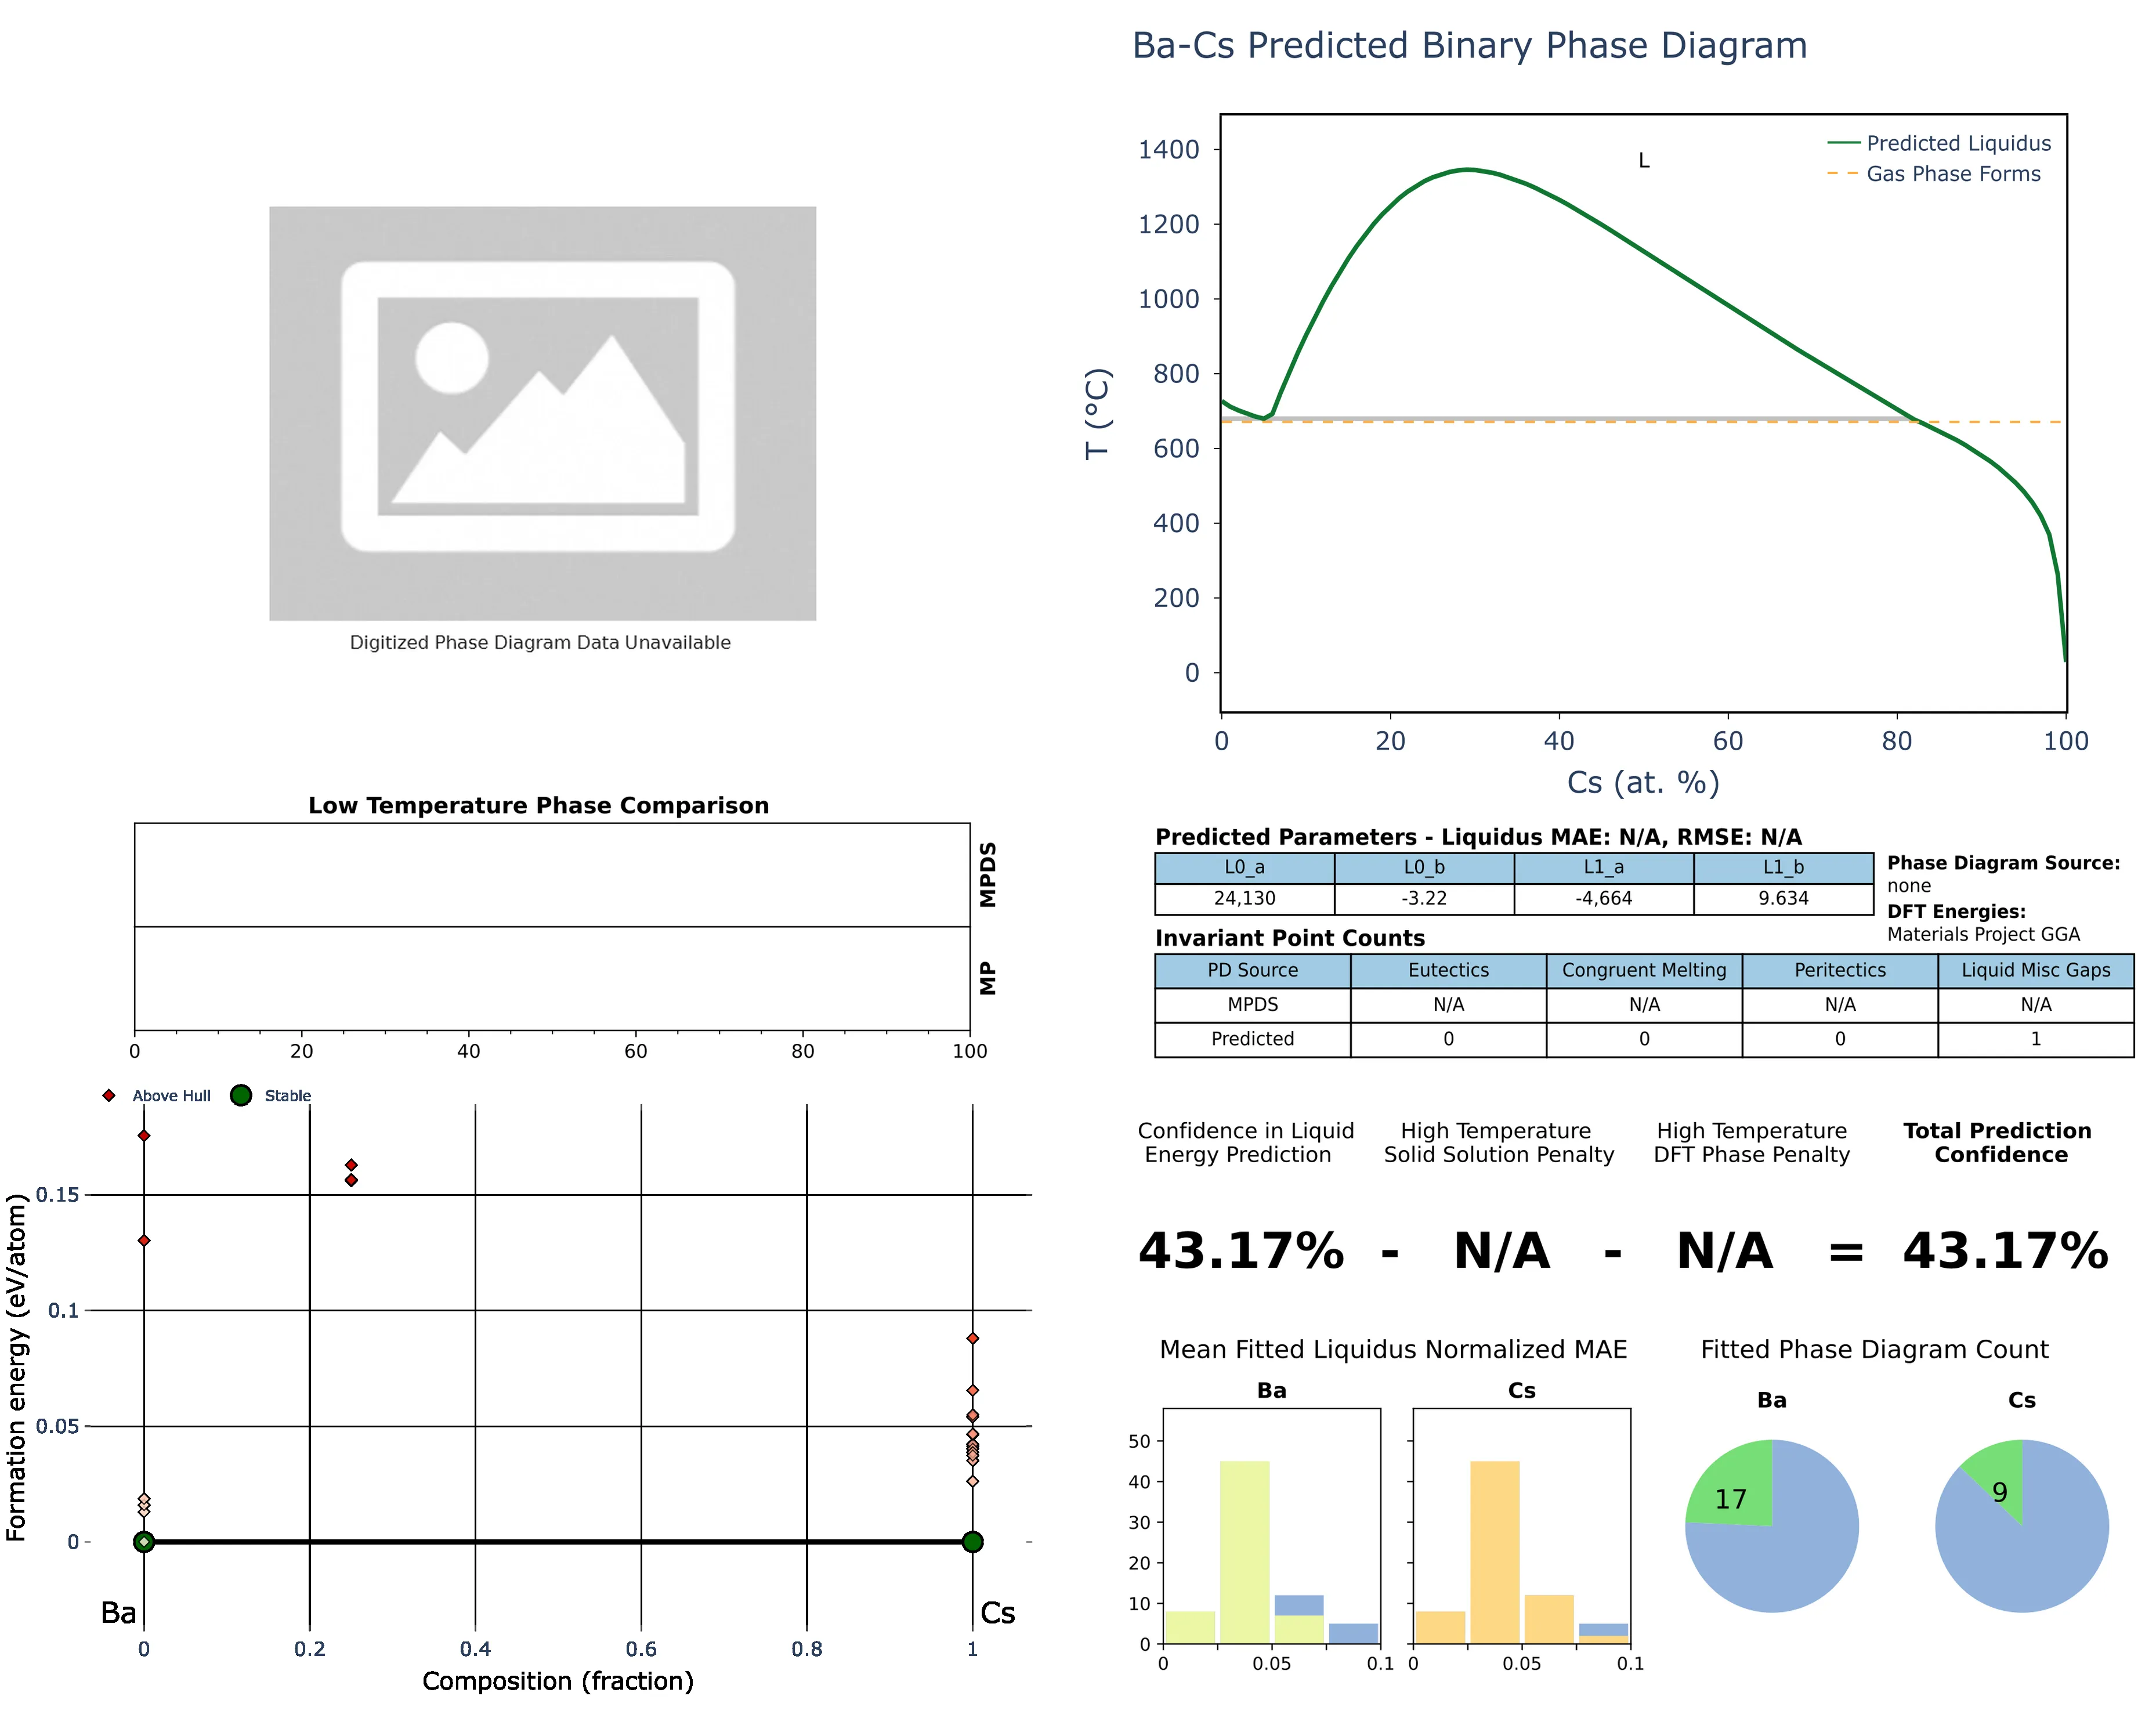 Ba-Cs Predicted Binary Phase Diagram
Digitized Phase Diagram Data Unavailable
1400
1200
1000
800
600
400
200
0
T (°C)
L
Predicted Liquidus
Gas Phase Forms
0 20 40 60 80 100
Cs (at. %)
Low Temperature Phase Comparison
MPDS
MP
0 20 40 60 80 100
Predicted Parameters - Liquidus MAE: N/A, RMSE: N/A
L0_a L0_b L1_a L1_b
24,130 -3.22 -4,664 9.634
Phase Diagram Source:
none
DFT Energies:
Materials Project GGA
Invariant Point Counts
PD Source Eutectics Congruent Melting Peritectics Liquid Misc Gaps
MPDS N/A N/A N/A N/A
Predicted 0 0 0 1
Above Hull Stable
0.15
0.1
0.05
0
Formation energy (eV/atom)
Ba Cs
0 0.2 0.4 0.6 0.8 1
Composition (fraction)
Confidence in Liquid
Energy Prediction
High Temperature
Solid Solution Penalty
High Temperature
DFT Phase Penalty
Total Prediction
Confidence
43.17% - N/A - N/A = 43.17%
Mean Fitted Liquidus Normalized MAE
Ba Cs
50
40
30
20
10
0
0 0.05 0.1 0 0.05 0.1
Fitted Phase Diagram Count
Ba Cs
17 9